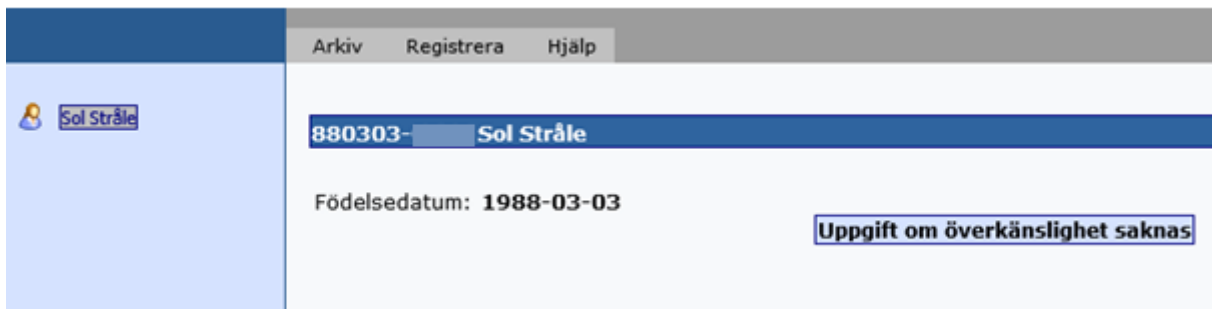 Arkiv Registrera Hjälp
Sol Stråle
880303- Sol Stråle
Födelsedatum: 1988-03-03
Uppgift om överkänslighet saknas